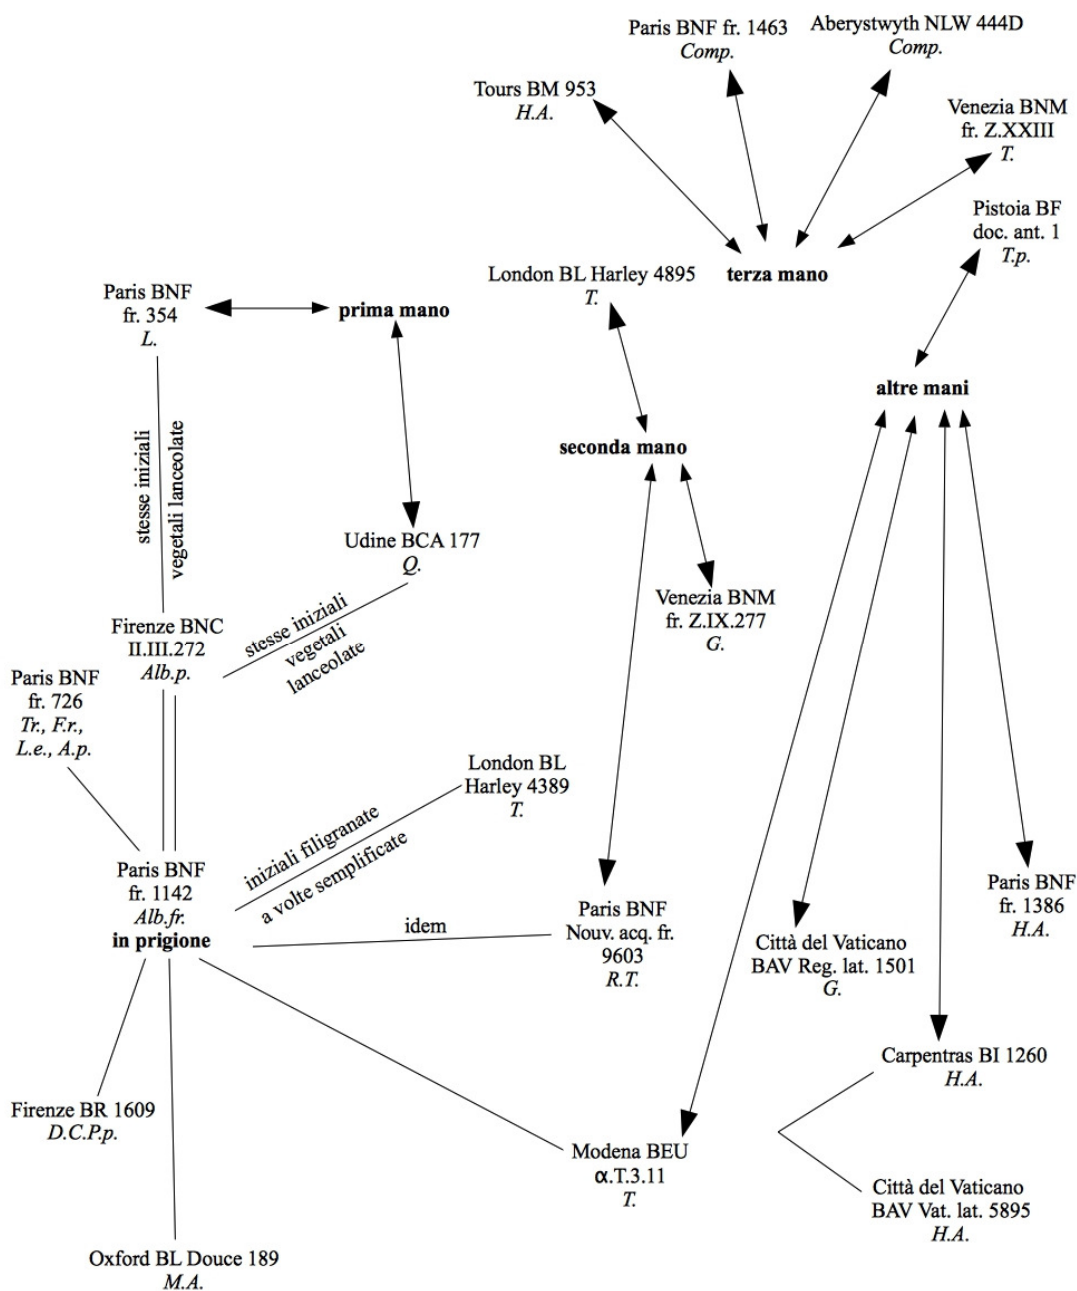 Paris BNF fr. 1463
Comp.
Aberystwyth NLW 444D
Comp.
Tours BM 953
H.A.
Venezia BNM
fr. Z.XXIII
T.
Pistoia BF
doc. ant. 1
T.p.
London BL Harley 4895
T.
terza mano
Paris BNF
fr. 354
L.
prima mano
altre mani
seconda mano
stesse iniziali
vegetali lanceolate
Udine BCA 177
Q.
Venezia BNM
fr. Z.IX.277
G.
stesse iniziali
vegetali
lanceolate
Firenze BNC
II.III.272
Alb.p.
Paris BNF
fr. 726
Tr., F.r.,
L.e., A.p.
London BL
Harley 4389
T.
iniziali filigranate
a volte semplificate
Paris BNF
fr. 1142
Alb.fr.
in prigione
idem
Paris BNF
Nouv. acq. fr.
9603
R.T.
Città del Vaticano
BAV Reg. lat. 1501
G.
Paris BNF
fr. 1386
H.A.
Carpentras BI 1260
H.A.
Firenze BR 1609
D.C.P.p.
Modena BEU
α.T.3.11
T.
Città del Vaticano
BAV Vat. lat. 5895
H.A.
Oxford BL Douce 189
M.A.